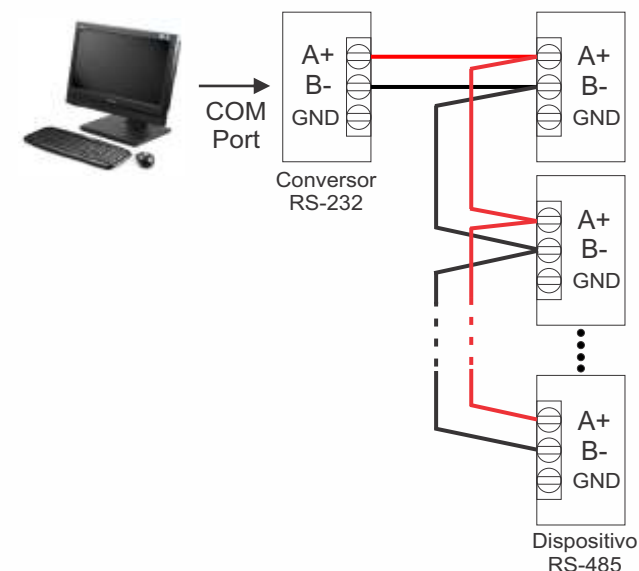 A+
B-
GND
COM
Port
Conversor
RS-232
A+
B-
GND
A+
B-
GND
A+
B-
GND
Dispositivo
RS-485